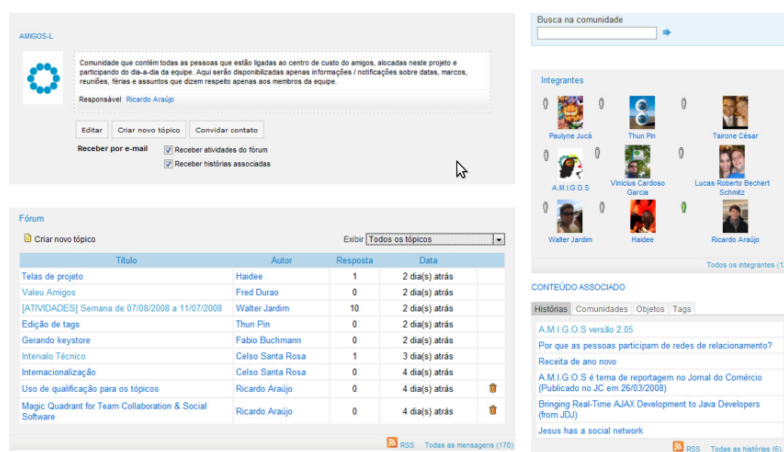 AMIGOS-L
Comunidade que contém todas as pessoas que estão ligadas ao centro de custo do amigos, alocadas neste projeto e
participando do dia-a-dia da equipe. Aqui serão disponibilizadas apenas informações / notificações sobre datas, marcos,
reuniões, férias e assuntos que dizem respeito apenas aos membros da equipe.
Responsável Ricardo Araújo
Editar Criar novo tópico Convidar contato
Receber por e-mail Receber atividades do fórum
Receber histórias associadas
Fórum
Criar novo tópico Exibir Todos os tópicos
Título Autor Resposta Data
Telas de projeto Haidee 1 2 dia(s) atrás
Valeu Amigos Fred Durao 0 2 dia(s) atrás
[ATIVIDADES] Semana de 07/08/2008 a 11/07/2008 Walter Jardim 10 2 dia(s) atrás
Edição de tags Thun Pin 0 2 dia(s) atrás
Gerando keystore Fabio Buchmann 0 2 dia(s) atrás
Intervalo Técnico Celso Santa Rosa 1 3 dia(s) atrás
Internacionalização Celso Santa Rosa 0 4 dia(s) atrás
Uso de qualificação para os tópicos Ricardo Araújo 0 4 dia(s) atrás
Magic Quadrant for Team Collaboration & Social
Software Ricardo Araújo 0 4 dia(s) atrás
RSS Todas as mensagens (170)
Busca na comunidade
Integrantes
Paulyne Jucá Thun Pin Tairone César
A.M.I.G.O.S Vinicius Cardoso
Garcia Lucas Roberto Bechert
Schmitz
Walter Jardim Haidee Ricardo Araújo
Todos os integrantes (1
CONTEÚDO ASSOCIADO
Histórias Comunidades Objetos Tags
A.M.I.G.O.S versão 2.05
Por que as pessoas participam de redes de relacionamento?
Receita de ano novo
A.M.I.G.O.S é tema de reportagem no Jornal do Comércio
(Publicado no JC em 26/03/2008)
Bringing Real-Time AJAX Development to Java Developers
(from JDJ)
Jesus has a social network
RSS Todas as histórias (6)